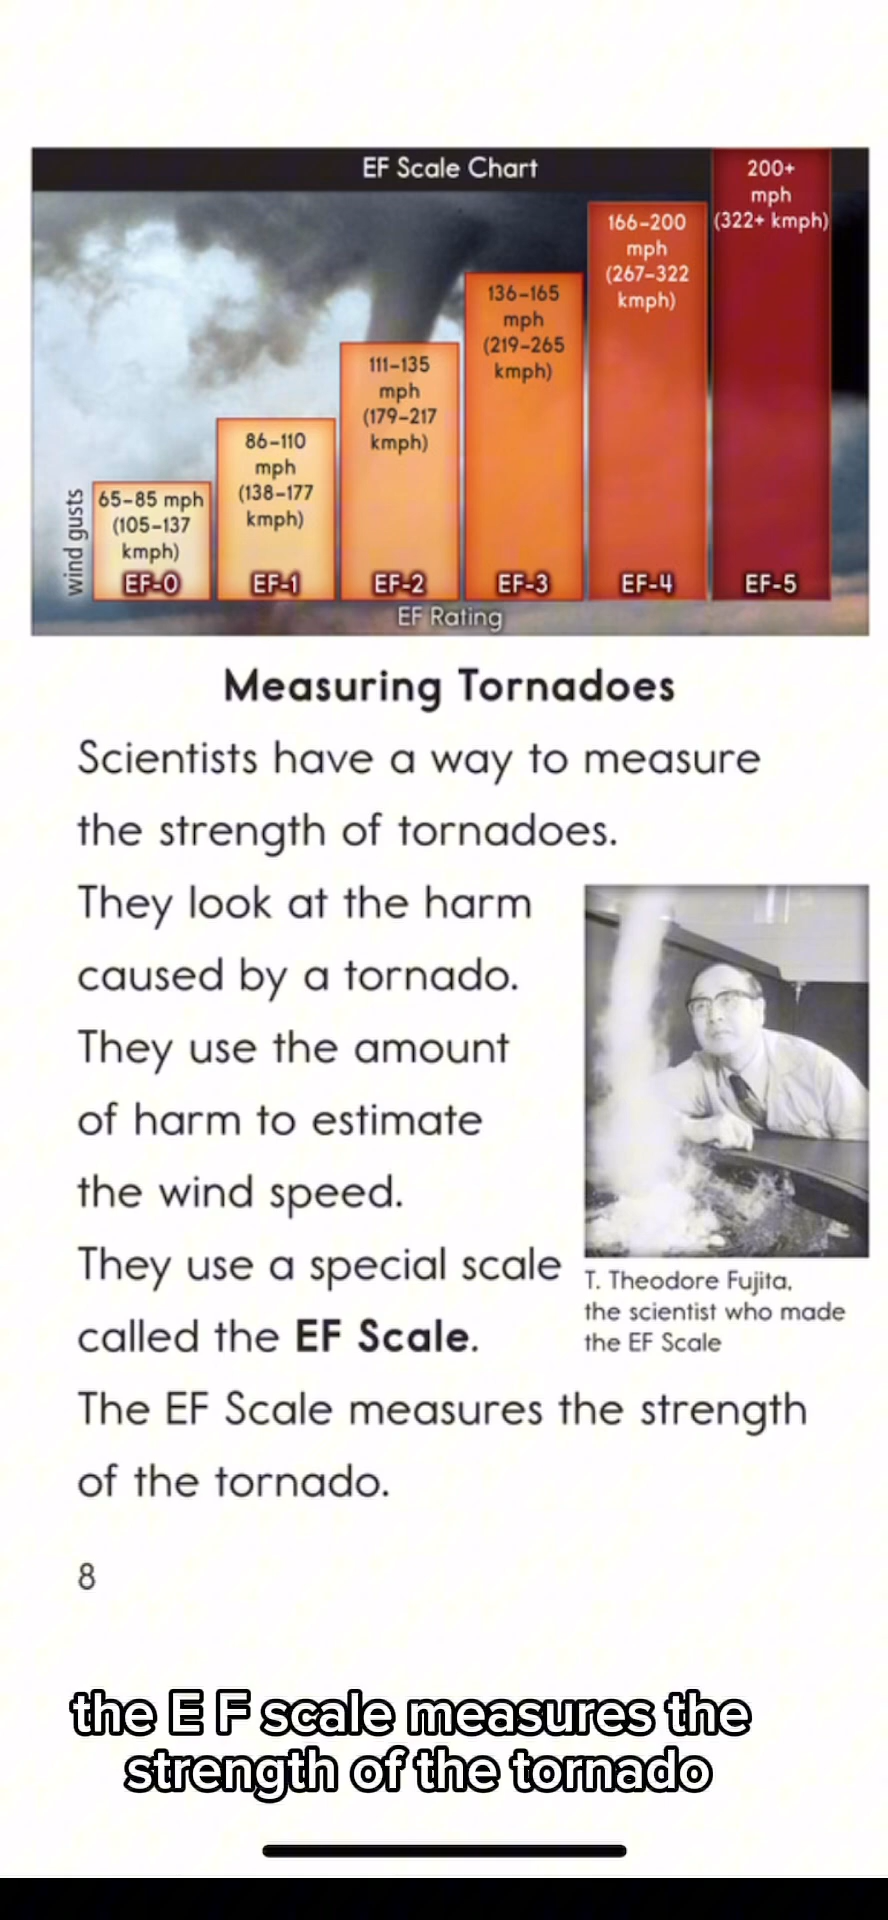 EF Scale Chart
200+
mph
(322+ kmph)
166–200
mph
(267–322
kmph)
136–165
mph
(219–265
kmph)
111–135
mph
(179–217
kmph)
86–110
mph
(138–177
kmph)
65–85 mph
(105–137
kmph)
wind gusts
EF-0
EF-1
EF-2
EF-3
EF-4
EF-5
EF Rating
Measuring Tornadoes
Scientists have a way to measure
the strength of tornadoes.
They look at the harm
caused by a tornado.
They use the amount
of harm to estimate
the wind speed.
They use a special scale
called the EF Scale.
The EF Scale measures the strength
of the tornado.
T. Theodore Fujita,
the scientist who made
the EF Scale
8
the E F scale measures the
strength of the tornado